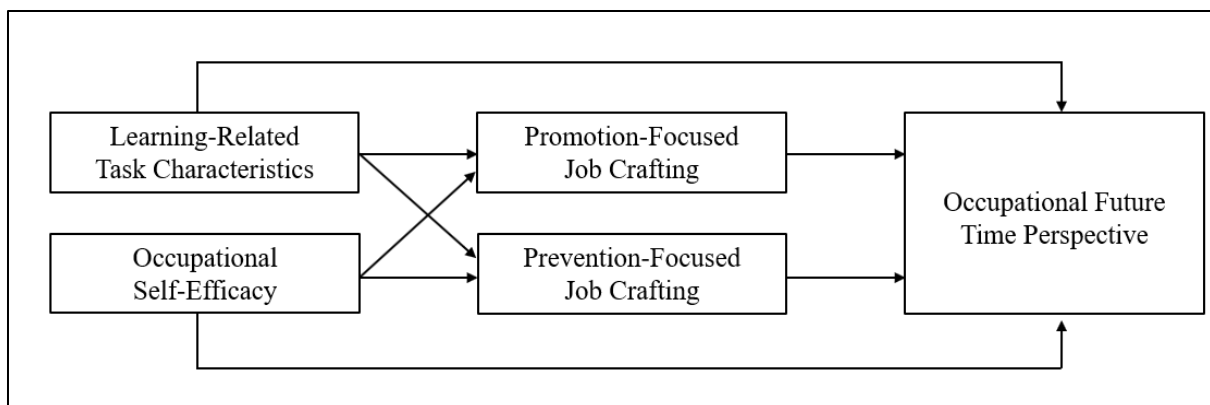 Learning-Related
Task Characteristics
Promotion-Focused
Job Crafting
Occupational Future
Time Perspective
Occupational
Self-Efficacy
Prevention-Focused
Job Crafting